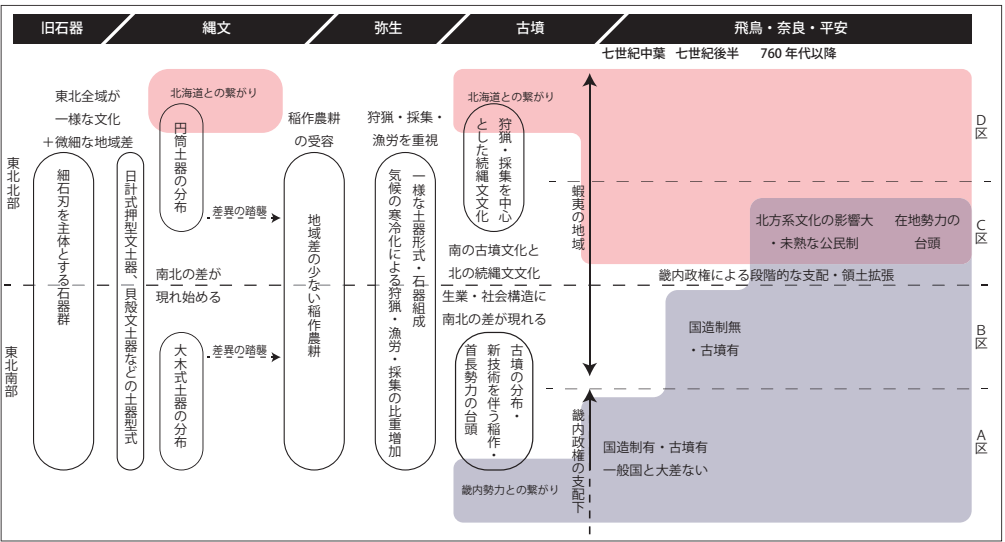 旧石器
縄文
弥生
古墳
飛鳥・奈良・平安
七世紀中葉
七世紀後半
760 年代以降
東北北部
東北南部
東北全域が
一様な文化
＋微細な地域差
細石刃を主体とする石器群
日計式押型文土器、貝殻文土器などの土器型式
北海道との繋がり
円筒土器の分布
差異の踏襲
南北の差が
現れ始める
大木式土器の分布
差異の踏襲
稲作農耕
の受容
地域差の少ない稲作農耕
狩猟・採集・
漁労を重視
一様な土器形式・石器組成
気候の寒冷化による狩猟・漁労・採集の比重増加
北海道との繋がり
狩猟・採集を中心
とした続縄文文化
南の古墳文化と
北の続縄文文化
生業・社会構造に
南北の差が現れる
古墳の分布・
新技術を伴う稲作・
首長勢力の台頭
畿内勢力との繋がり
蝦夷の地域
畿内政権の支配下
北方系文化の影響大
・未熟な公民制
在地勢力の
台頭
畿内政権による段階的な支配・領土拡張
国造制無
・古墳有
国造制有・古墳有
一般国と大差ない
D区
C区
B区
A区